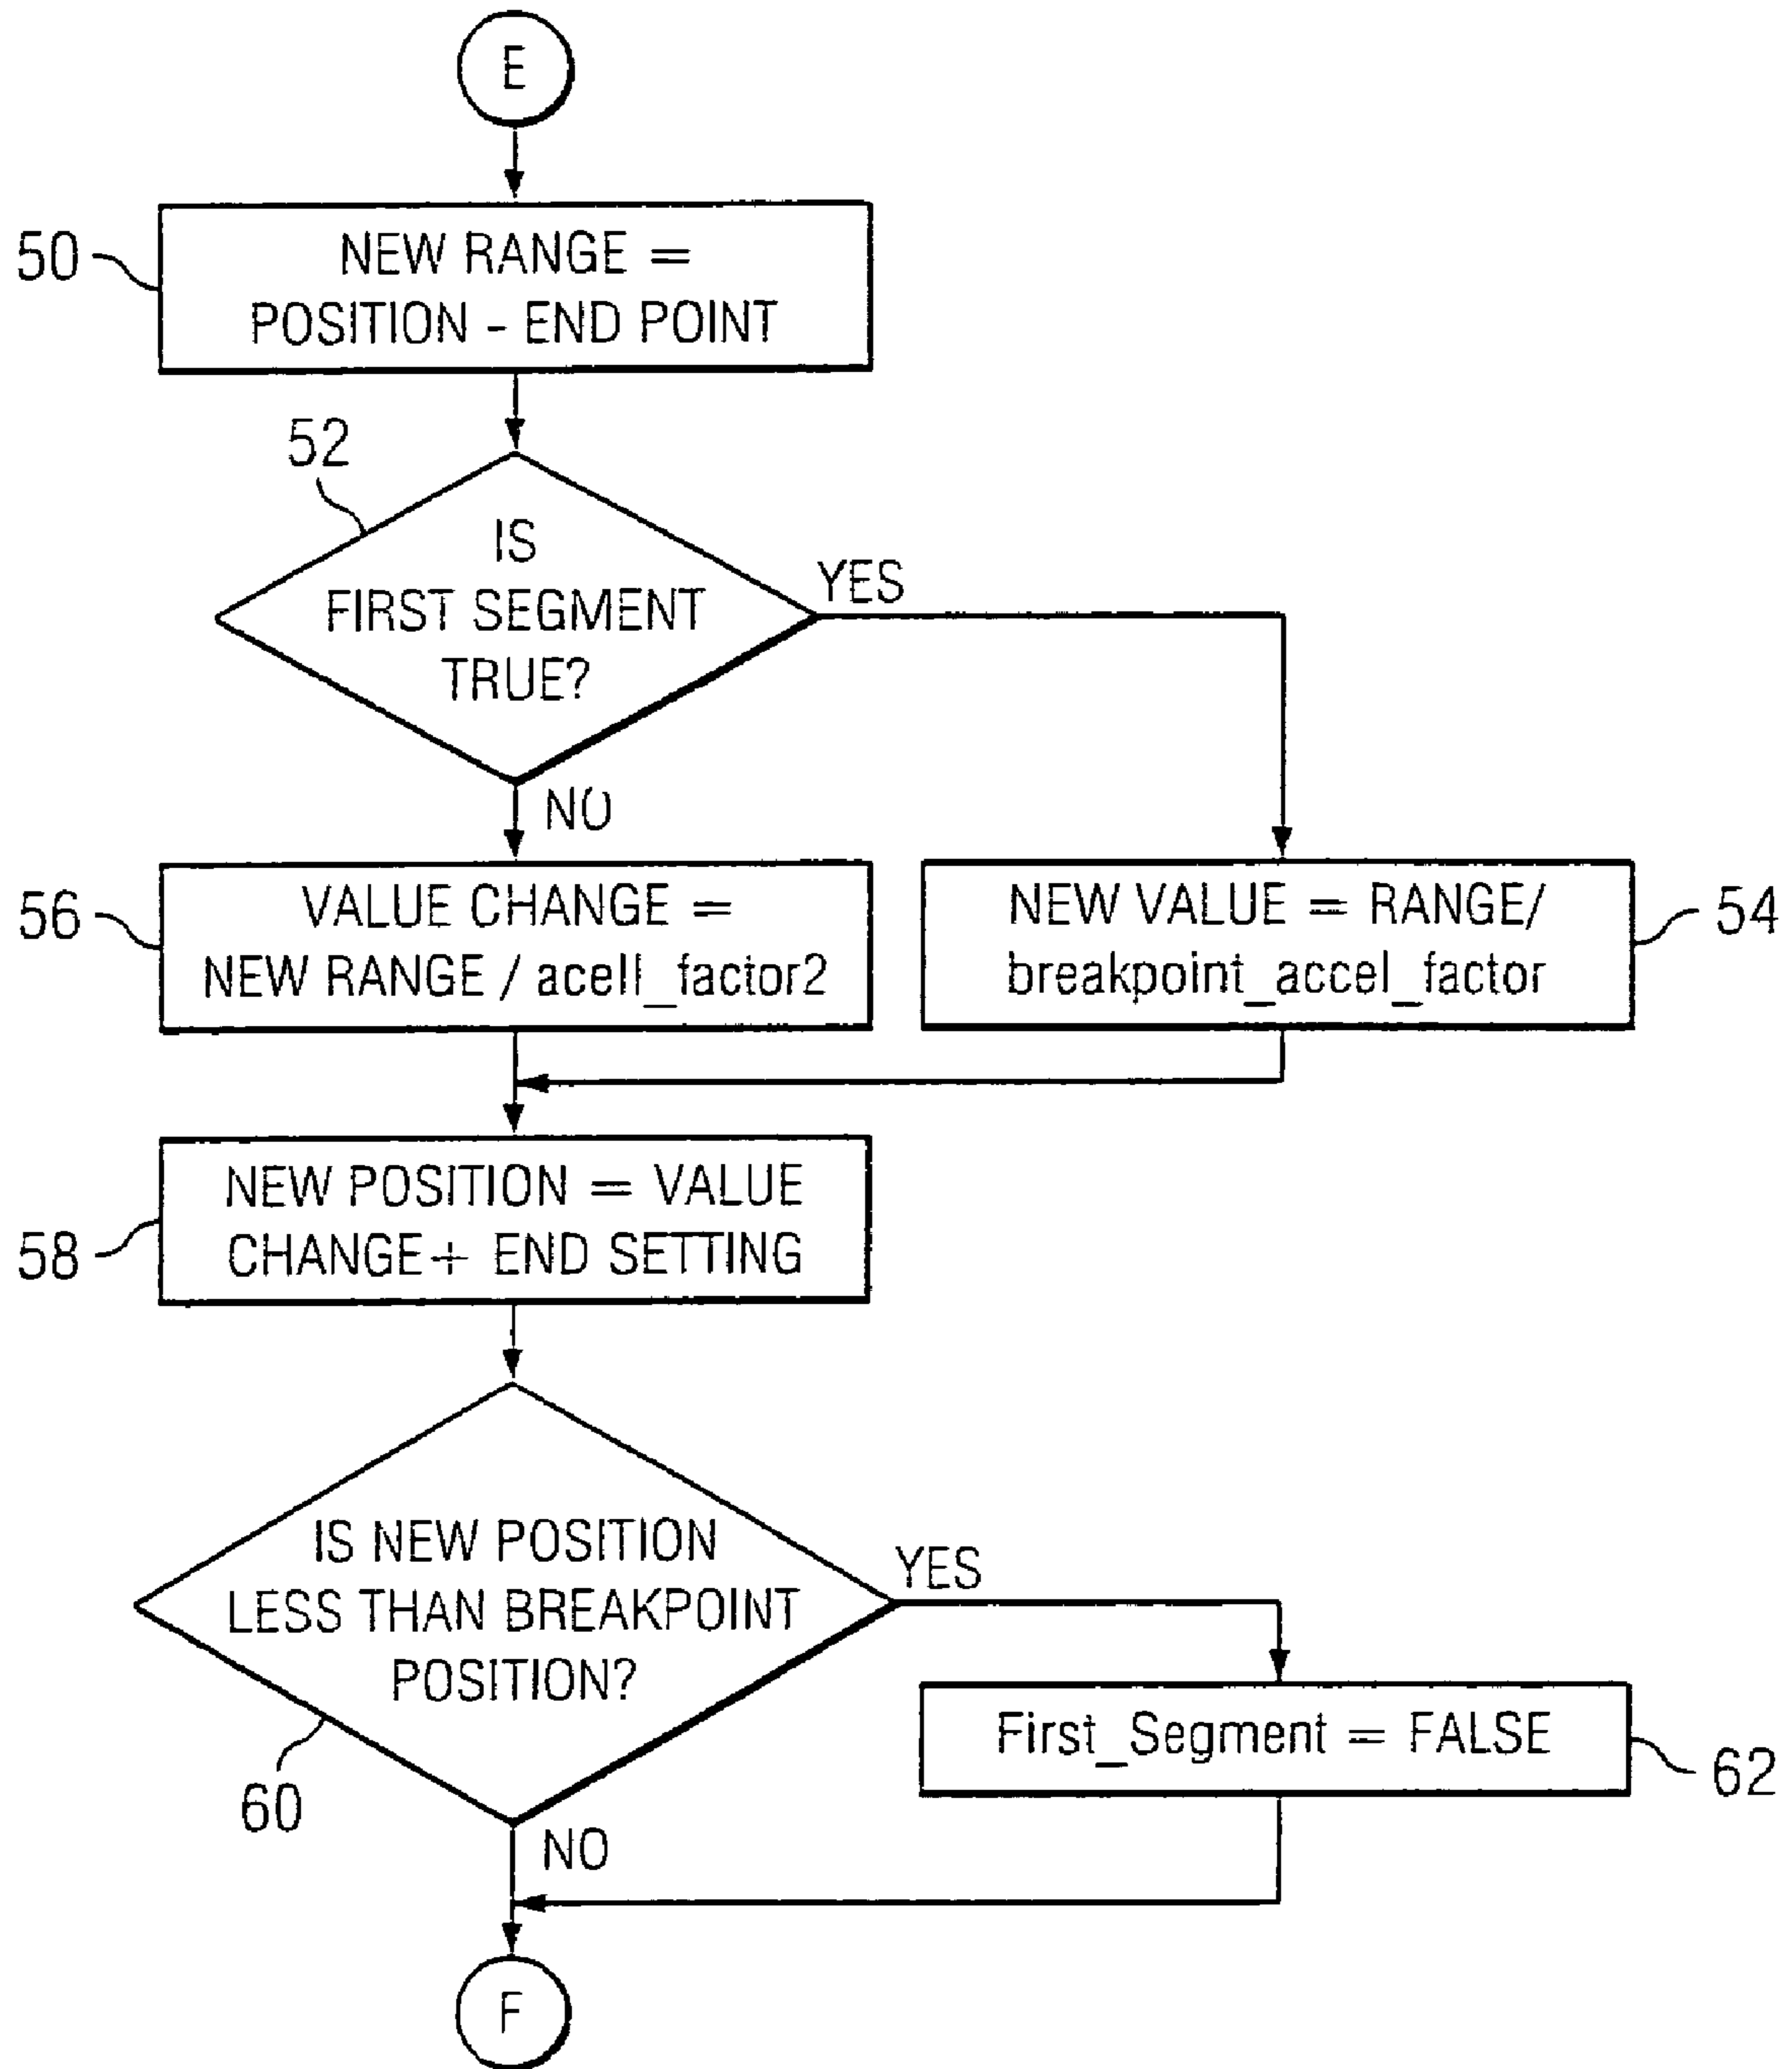 E
50
NEW RANGE =
POSITION - END POINT
52
IS
FIRST SEGMENT
TRUE?
YES
NO
56
VALUE CHANGE =
NEW RANGE / acell_factor2
NEW VALUE = RANGE/
breakpoint_accel_factor
54
58
NEW POSITION = VALUE
CHANGE+ END SETTING
IS NEW POSITION
LESS THAN BREAKPOINT
POSITION?
YES
60
NO
First_Segment = FALSE
62
F